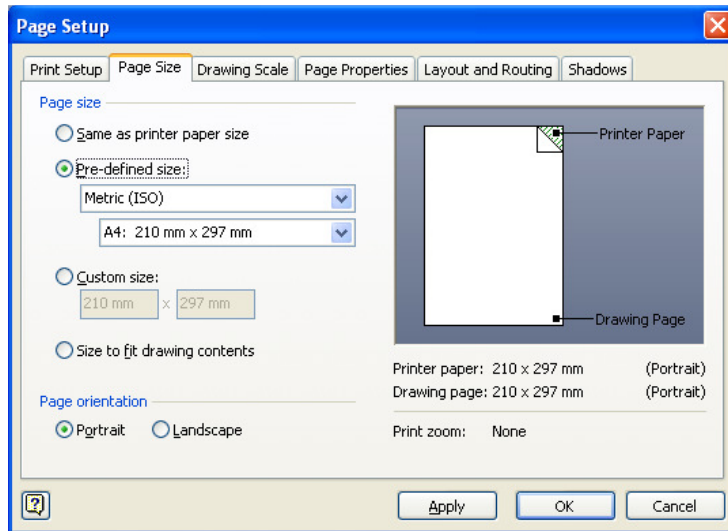 Page Setup
Print Setup Page Size Drawing Scale Page Properties Layout and Routing Shadows
Page size
Same as printer paper size
Pre-defined size:
Metric (ISO)
A4: 210 mm x 297 mm
Custom size:
210 mm x 297 mm
Size to fit drawing contents
Page orientation
Portrait Landscape
Printer Paper
Drawing Page
Printer paper: 210 x 297 mm (Portrait)
Drawing page: 210 x 297 mm (Portrait)
Print zoom: None
?
Apply OK Cancel